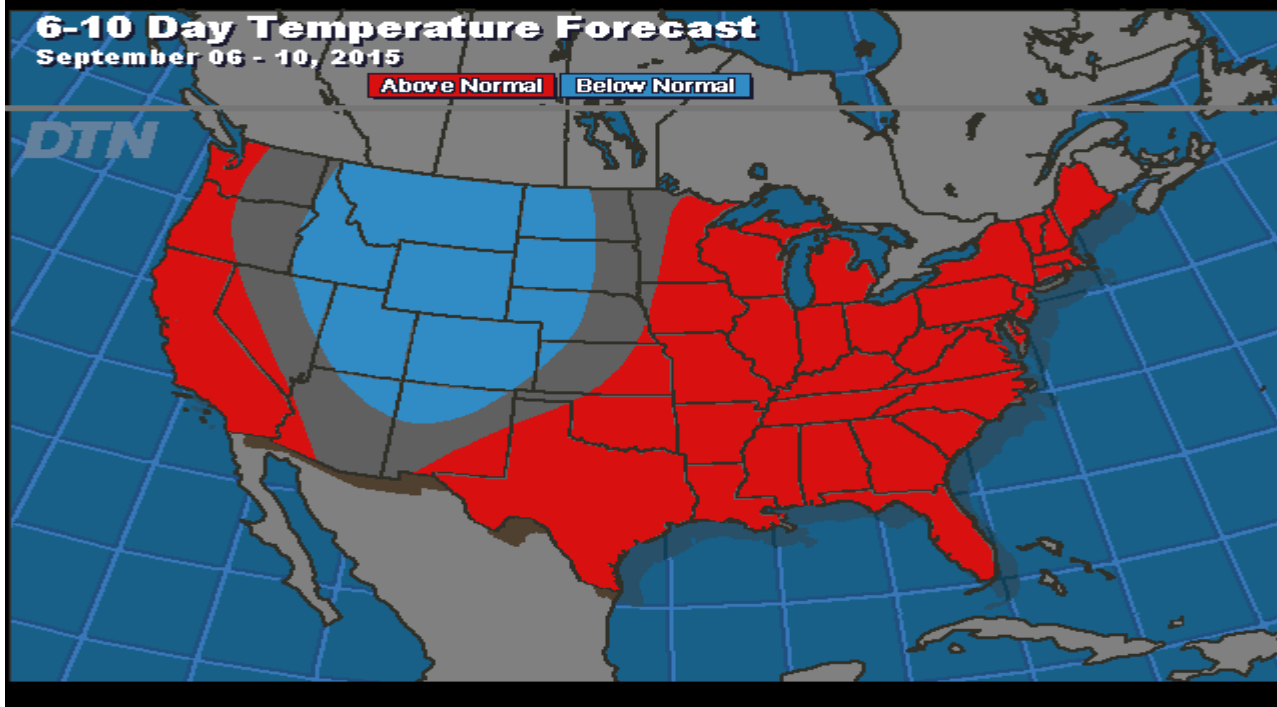 6-10 Day Temperature Forecast
September 06 - 10, 2015
Above Normal Below Normal
DTN